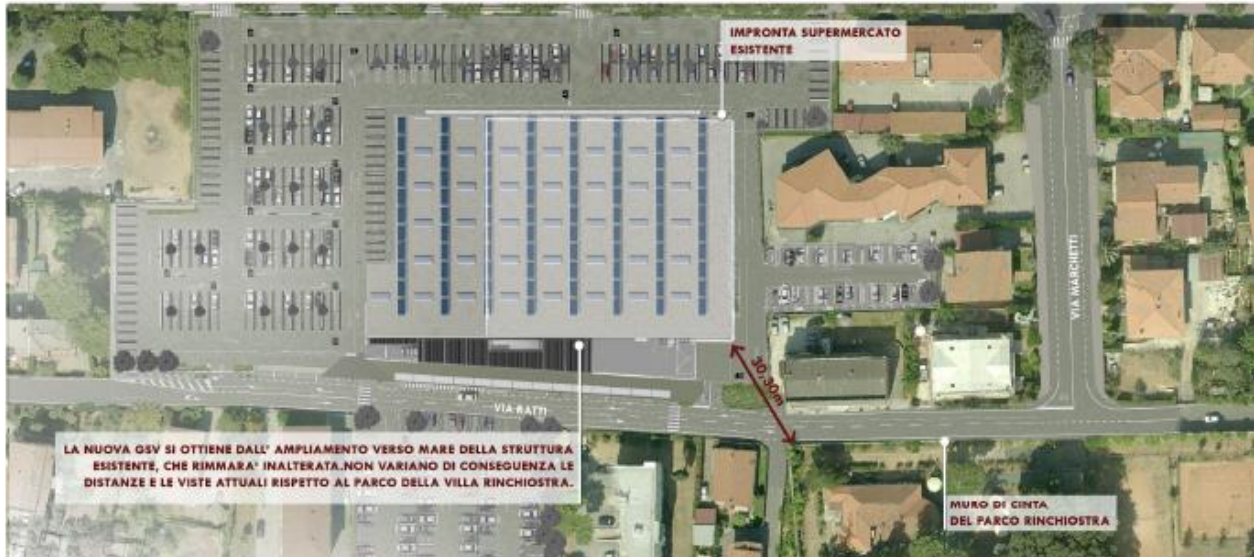 IMPRONTA SUPERMERCATO
ESISTENTE
VIA MARCHETTI
30,30m
VIA RATTI
LA NUOVA GSV SI OTTIENE DALL' AMPLIAMENTO VERSO MARE DELLA STRUTTURA
ESISTENTE, CHE RIMMARA' INALTERATA.NON VARIANO DI CONSEGUENZA LE
DISTANZE E LE VISTE ATTUALI RISPETTO AL PARCO DELLA VILLA RINCHIOSTRA.
MURO DI CINTA
DEL PARCO RINCHIOSTRA